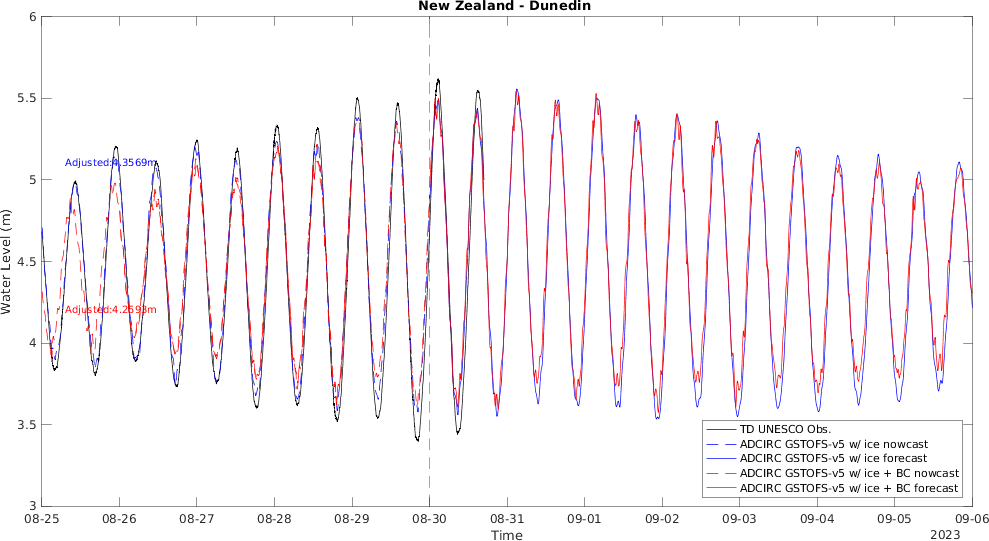 New Zealand - Dunedin
6
5.5
5
4.5
4
3.5
3
Water Level (m)
Adjusted:4.3569m
Adjusted:4.2593m
TD UNESCO Obs.
ADCIRC GSTOFS-v5 w/ ice nowcast
ADCIRC GSTOFS-v5 w/ ice forecast
ADCIRC GSTOFS-v5 w/ ice + BC nowcast
ADCIRC GSTOFS-v5 w/ ice + BC forecast
08-25 08-26 08-27 08-28 08-29 08-30 08-31 09-01 09-02 09-03 09-04 09-05 09-06
Time
2023